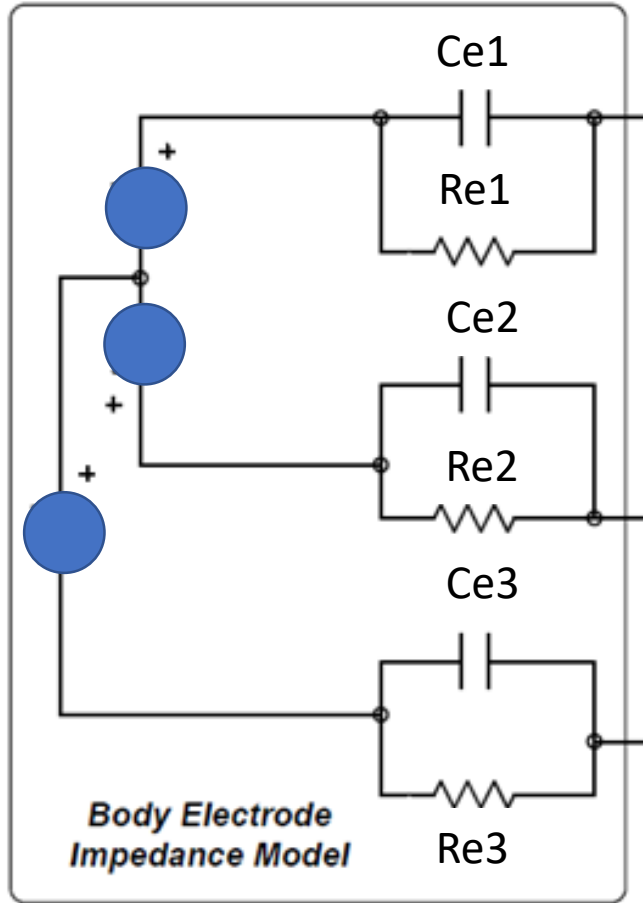 Ce1
+
Re1
Ce2
+
Re2
+
Ce3
Body Electrode
Impedance Model
Re3